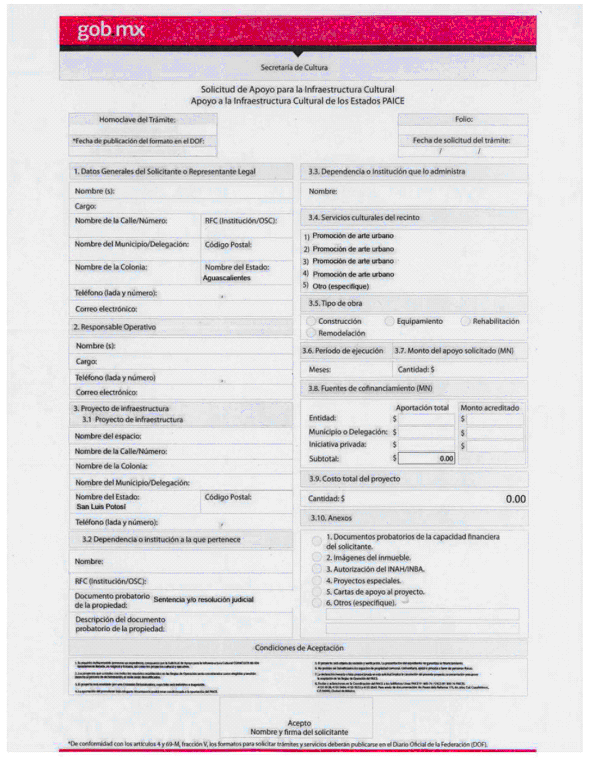 gob mx
Secretaría de Cultura
Solicitud de Apoyo para la Infraestructura Cultural
Apoyo a la Infraestructura Cultural de los Estados PAICE
Homoclave del Trámite:
*Fecha de publicación del formato en el DOF:
Folio:
Fecha de solicitud del trámite:
/ /
1. Datos Generales del Solicitante o Representante Legal
Nombre (s):
Cargo:
Nombre de la Calle/Número: RFC (Institución/OSC):
Nombre del Municipio/Delegación: Código Postal:
Nombre de la Colonia: Nombre del Estado:
Aguascalientes
Teléfono (lada y número):
Correo electrónico:
2. Responsable Operativo
Nombre (s):
Cargo:
Teléfono (lada y número)
Correo electrónico:
3. Proyecto de infraestructura
3.1 Proyecto de infraestructura
Nombre del espacio:
Nombre de la Calle/Número:
Nombre de la Colonia:
Nombre del Municipio/Delegación:
Nombre del Estado: Código Postal:
San Luis Potosí
Teléfono (lada y número):
3.2 Dependencia o institución a la que pertenece
Nombre:
RFC (Institución/OSC):
Documento probatorio Sentencia y/o resolución judicial
de la propiedad:
Descripción del documento
probatorio de la propiedad:
3.3. Dependencia o institución que lo administra
Nombre:
3.4. Servicios culturales del recinto
1) Promoción de arte urbano
2) Promoción de arte urbano
3) Promoción de arte urbano
4) Promoción de arte urbano
5) Otro (especifique)
3.5. Tipo de obra
Construcción Equipamiento Rehabilitación
Remodelación
3.6. Período de ejecución 3.7. Monto del apoyo solicitado (MN)
Meses: Cantidad: $
3.8. Fuentes de cofinanciamiento (MN)
Aportación total Monto acreditado
Entidad: $ $
Municipio o Delegación: $ $
Iniciativa privada: $ $
Subtotal: $ 0.00
3.9. Costo total del proyecto
Cantidad: $ 0.00
3.10. Anexos
1. Documentos probatorios de la capacidad financiera
del solicitante.
2. Imágenes del inmueble.
3. Autorización del INAH/INBA.
4. Proyectos especiales.
5. Cartas de apoyo al proyecto.
6. Otros (especifique).
Condiciones de Aceptación
Acepto
Nombre y firma del solicitante
*De conformidad con los artículos 4 y 69-M, fracción V, los formatos para solicitar trámites y servicios deberán publicarse en el Diario Oficial de la Federación (DOF).